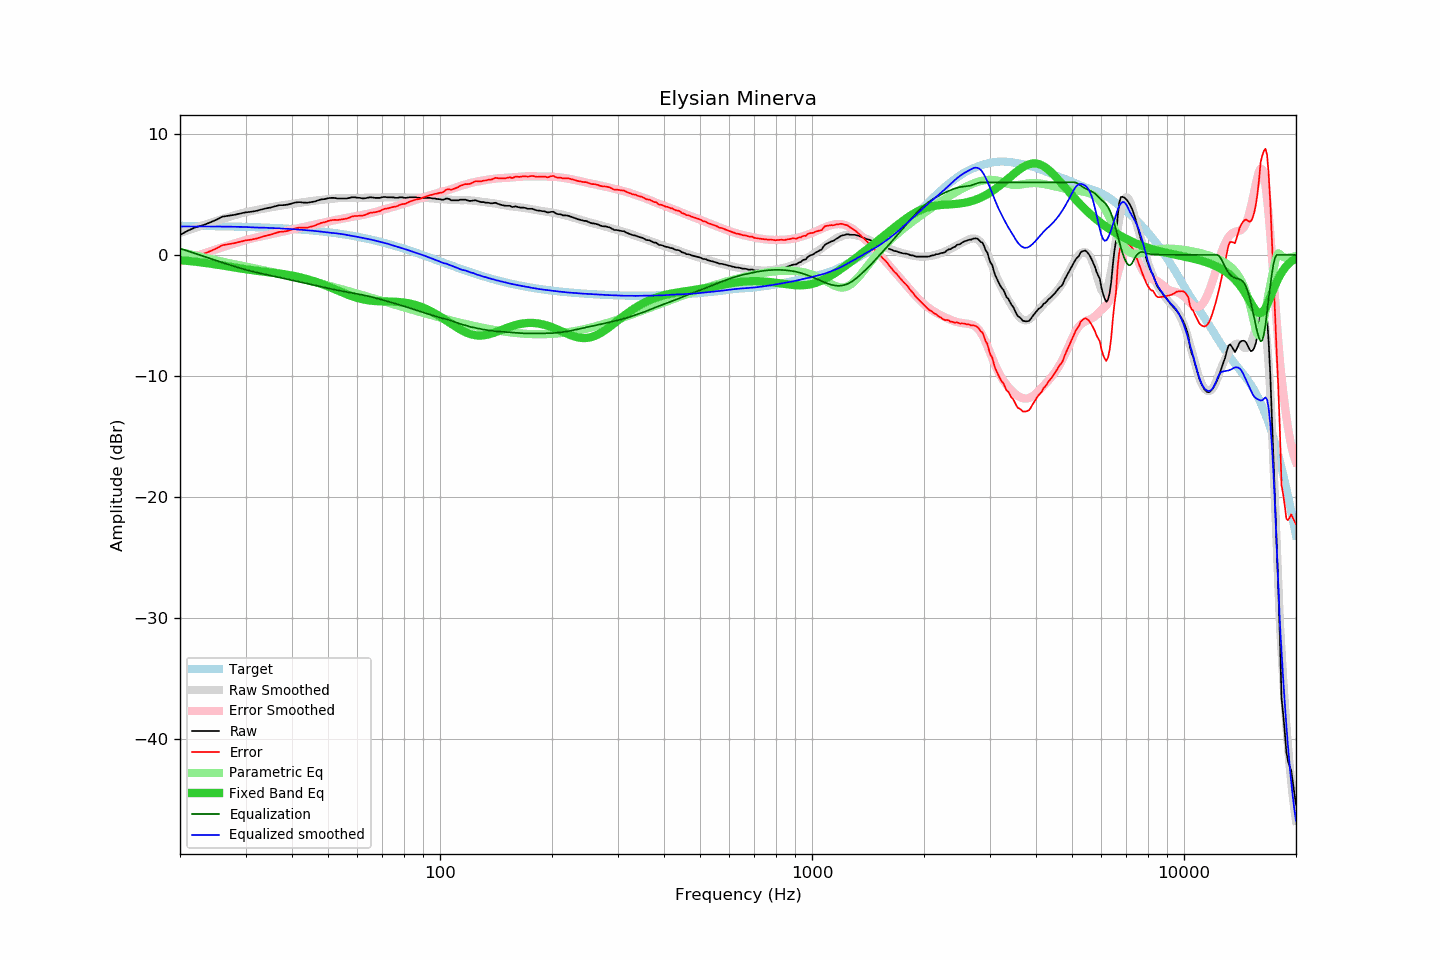 Elysian Minerva
10
0
−10
−20
−30
−40
Amplitude (dBr)
Target
Raw Smoothed
Error Smoothed
Raw
Error
Parametric Eq
Fixed Band Eq
Equalization
Equalized smoothed
100
1000
10000
Frequency (Hz)